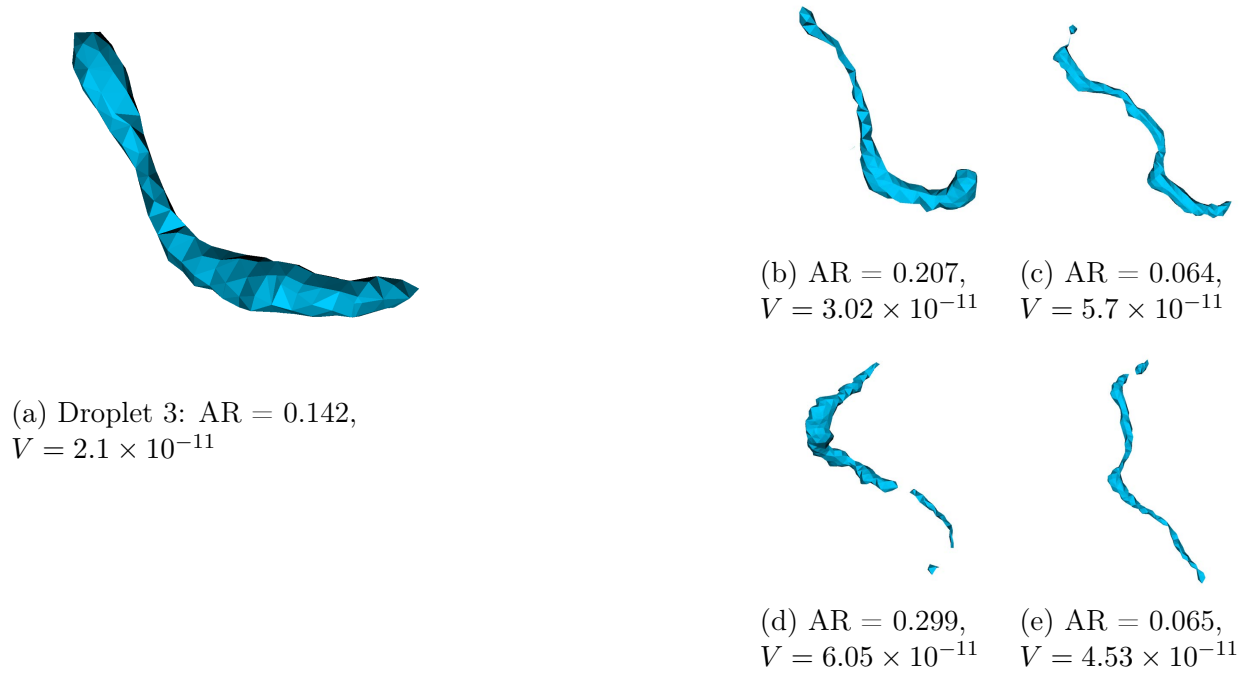 (a) Droplet 3: AR = 0.142,
V = 2.1 × 10⁻¹¹
(b) AR = 0.207,
V = 3.02 × 10⁻¹¹
(c) AR = 0.064,
V = 5.7 × 10⁻¹¹
(d) AR = 0.299,
V = 6.05 × 10⁻¹¹
(e) AR = 0.065,
V = 4.53 × 10⁻¹¹